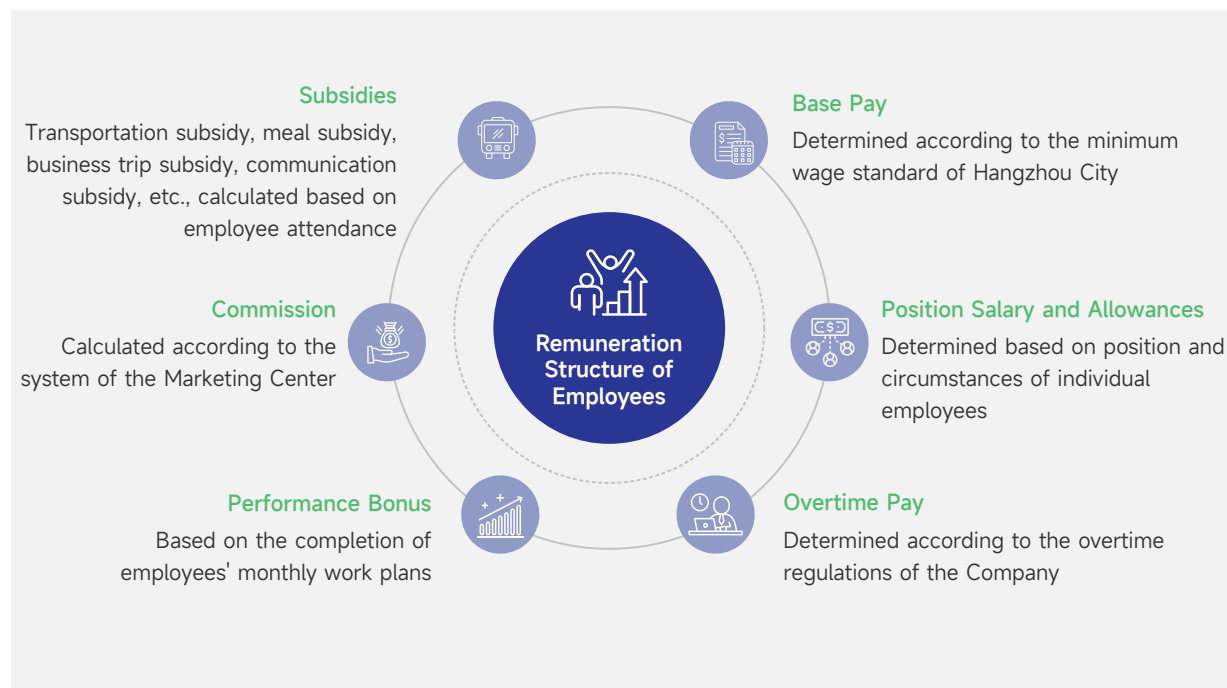 Subsidies
Transportation subsidy, meal subsidy,
business trip subsidy, communication
subsidy, etc., calculated based on
employee attendance
Base Pay
Determined according to the minimum
wage standard of Hangzhou City
Commission
Calculated according to the
system of the Marketing Center
Remuneration
Structure of
Employees
Position Salary and Allowances
Determined based on position and
circumstances of individual
employees
Performance Bonus
Based on the completion of
employees' monthly work plans
Overtime Pay
Determined according to the overtime
regulations of the Company